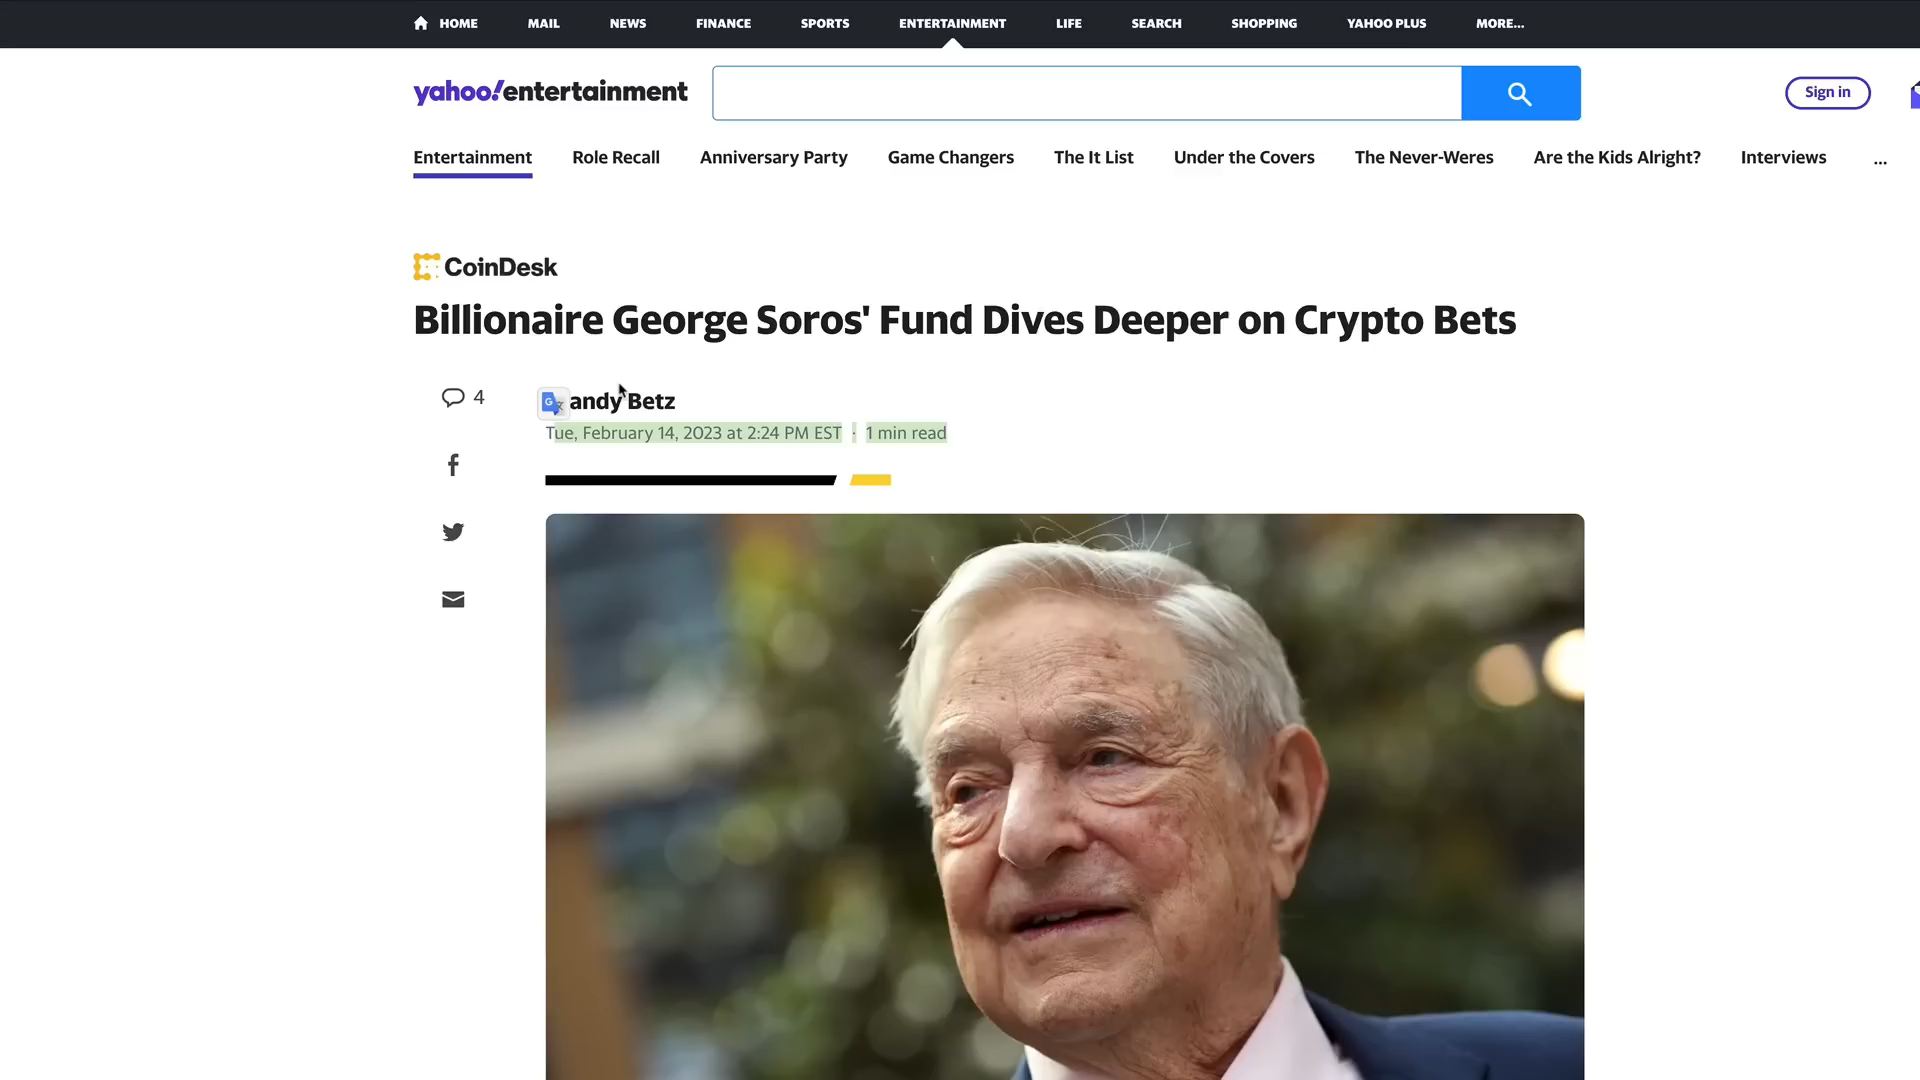 HOME MAIL NEWS FINANCE SPORTS ENTERTAINMENT LIFE SEARCH SHOPPING YAHOO PLUS MORE...
yahoo!entertainment
Sign in
Entertainment Role Recall Anniversary Party Game Changers The It List Under the Covers The Never-Weres Are the Kids Alright? Interviews ...
CoinDesk
Billionaire George Soros' Fund Dives Deeper on Crypto Bets
4
andy Betz
Tue, February 14, 2023 at 2:24 PM EST · 1 min read